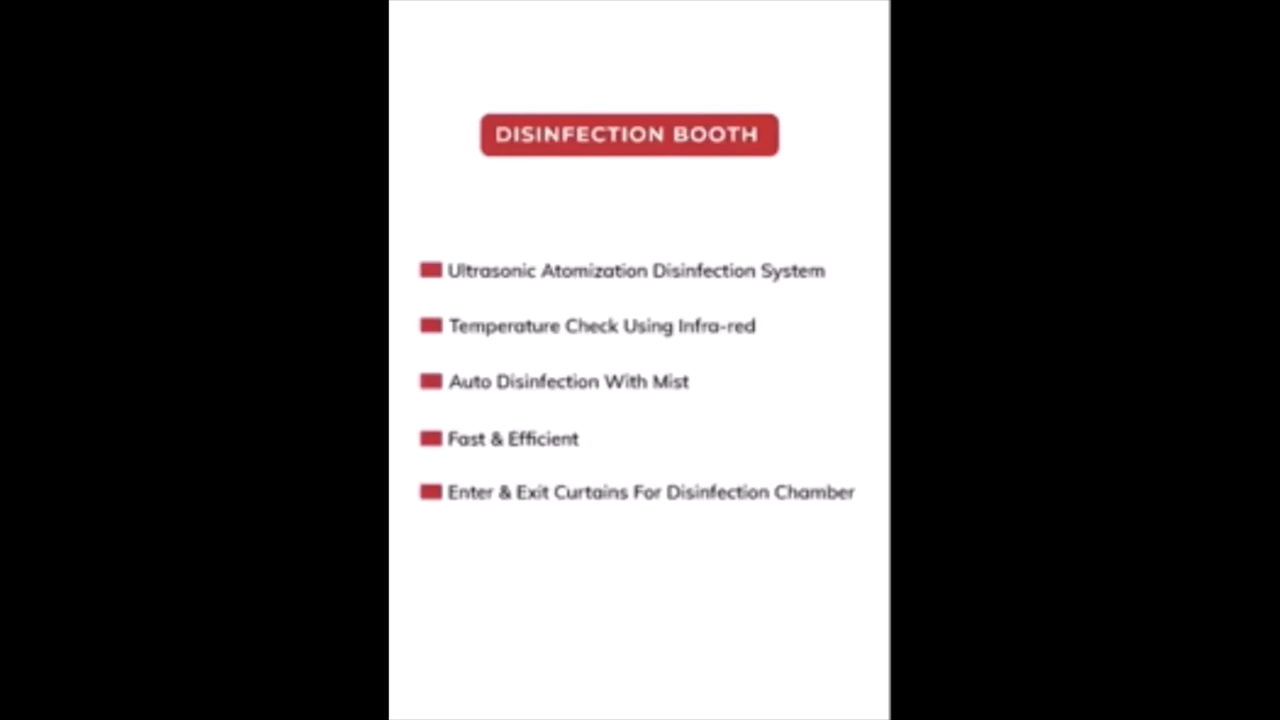 DISINFECTION BOOTH
Ultrasonic Atomization Disinfection System
Temperature Check Using Infra-red
Auto Disinfection With Mist
Fast & Efficient
Enter & Exit Curtains For Disinfection Chamber